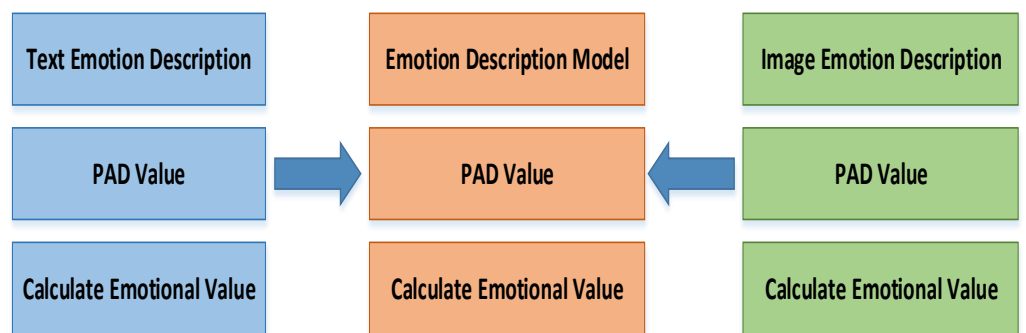 Text Emotion Description
Emotion Description Model
Image Emotion Description
PAD Value
PAD Value
PAD Value
Calculate Emotional Value
Calculate Emotional Value
Calculate Emotional Value